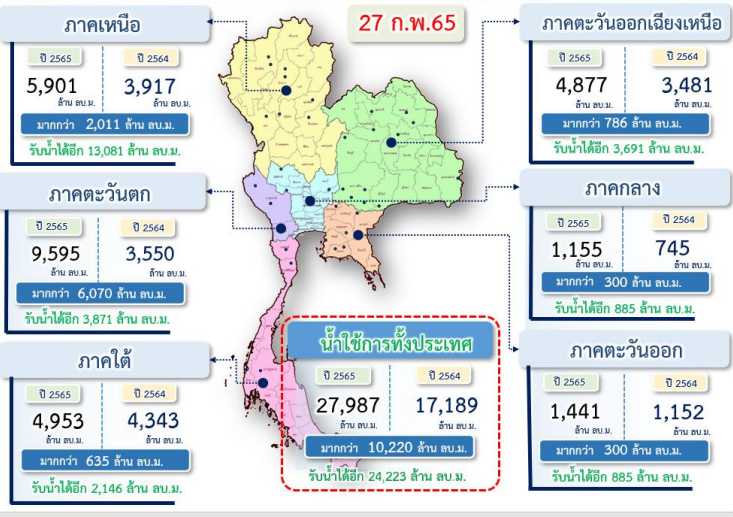 27 ก.พ.65
ภาคเหนือ
ปี 2565 ปี 2564
5,901 3,917
ล้าน ลบ.ม. ล้าน ลบ.ม.
มากกว่า 2,011 ล้าน ลบ.ม.
รับน้ำได้อีก 13,081 ล้าน ลบ.ม.
ภาคตะวันออกเฉียงเหนือ
ปี 2565 ปี 2564
4,877 3,481
ล้าน ลบ.ม. ล้าน ลบ.ม.
มากกว่า 786 ล้าน ลบ.ม.
รับน้ำได้อีก 3,691 ล้าน ลบ.ม.
ภาคตะวันตก
ปี 2565 ปี 2564
9,595 3,550
ล้าน ลบ.ม. ล้าน ลบ.ม.
มากกว่า 6,070 ล้าน ลบ.ม.
รับน้ำได้อีก 3,871 ล้าน ลบ.ม.
ภาคกลาง
ปี 2565 ปี 2564
1,155 745
ล้าน ลบ.ม. ล้าน ลบ.ม.
มากกว่า 300 ล้าน ลบ.ม.
รับน้ำได้อีก 885 ล้าน ลบ.ม.
ภาคใต้
ปี 2565 ปี 2564
4,953 4,343
ล้าน ลบ.ม. ล้าน ลบ.ม.
มากกว่า 635 ล้าน ลบ.ม.
รับน้ำได้อีก 2,146 ล้าน ลบ.ม.
น้ำใช้การทั้งประเทศ
ปี 2565 ปี 2564
27,987 17,189
ล้าน ลบ.ม. ล้าน ลบ.ม.
มากกว่า 10,220 ล้าน ลบ.ม.
รับน้ำได้อีก 24,223 ล้าน ลบ.ม.
ภาคตะวันออก
ปี 2565 ปี 2564
1,441 1,152
ล้าน ลบ.ม. ล้าน ลบ.ม.
มากกว่า 300 ล้าน ลบ.ม.
รับน้ำได้อีก 885 ล้าน ลบ.ม.